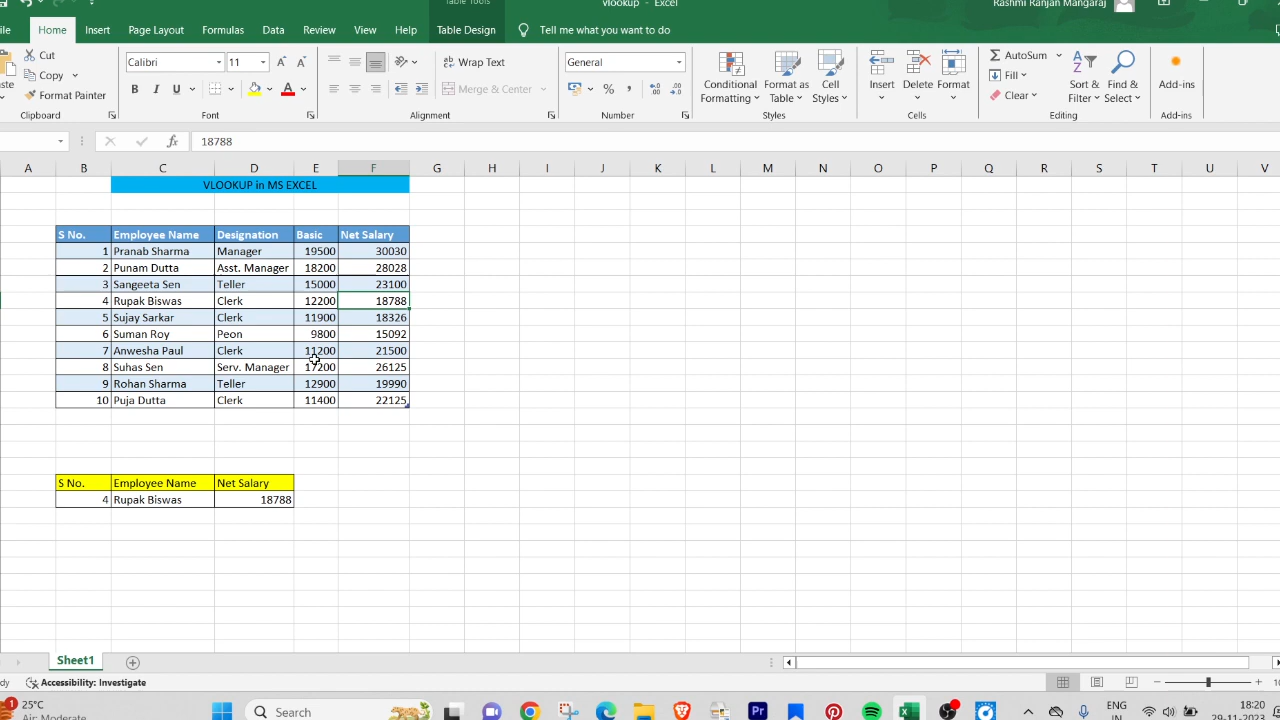 vlookup - Excel
Table Tools
Rashmi Ranjan Mangaraj
Home Insert Page Layout Formulas Data Review View Help Table Design Tell me what you want to do
Cut
Copy
Format Painter
Clipboard
Calibri 11
B I U
Font
Wrap Text
Merge & Center
Alignment
General
%
Number
Conditional Formatting
Format as Table
Cell Styles
Styles
Insert Delete Format
Cells
AutoSum
Fill
Clear
Sort & Filter
Find & Select
Editing
Add-ins
Add-ins
fx 18788
A B C D E F G H I J K L M N O P Q R S T U V
VLOOKUP in MS EXCEL
S No. Employee Name Designation Basic Net Salary
1 Pranab Sharma Manager 19500 30030
2 Punam Dutta Asst. Manager 18200 28028
3 Sangeeta Sen Teller 15000 23100
4 Rupak Biswas Clerk 12200 18788
5 Sujay Sarkar Clerk 11900 18326
6 Suman Roy Peon 9800 15092
7 Anwesha Paul Clerk 11200 21500
8 Suhas Sen Serv. Manager 17200 26125
9 Rohan Sharma Teller 12900 19990
10 Puja Dutta Clerk 11400 22125
S No. Employee Name Net Salary
4 Rupak Biswas 18788
Sheet1
Accessibility: Investigate
1 25°C
Air: Moderate
Search
ENG
IN
18:20